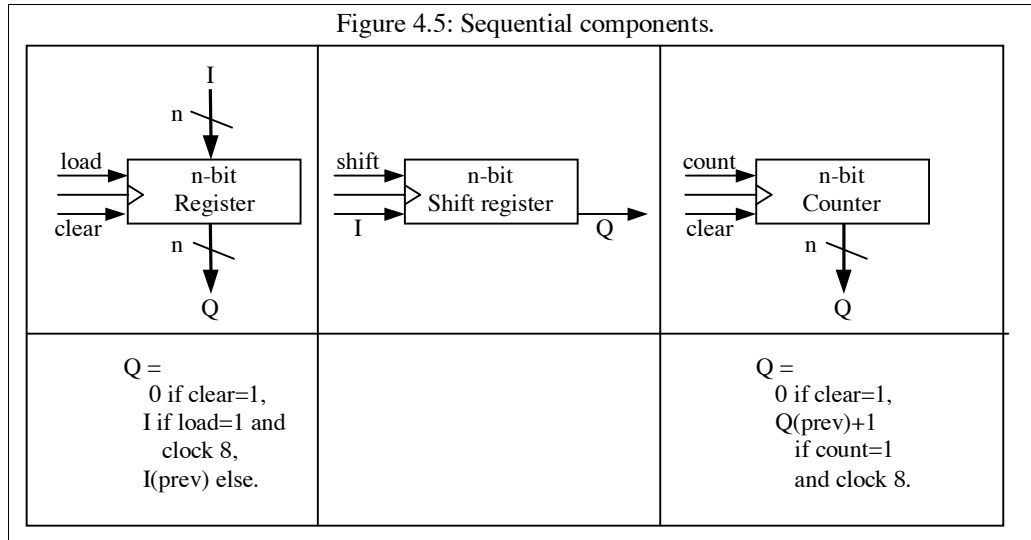 Figure 4.5: Sequential components.
I
n
load
n-bit
Register
clear
n
Q
shift
n-bit
Shift register
I
Q
count
n-bit
Counter
clear
n
Q
Q =
0 if clear=1,
I if load=1 and
clock 8,
I(prev) else.
Q =
0 if clear=1,
Q(prev)+1
if count=1
and clock 8.